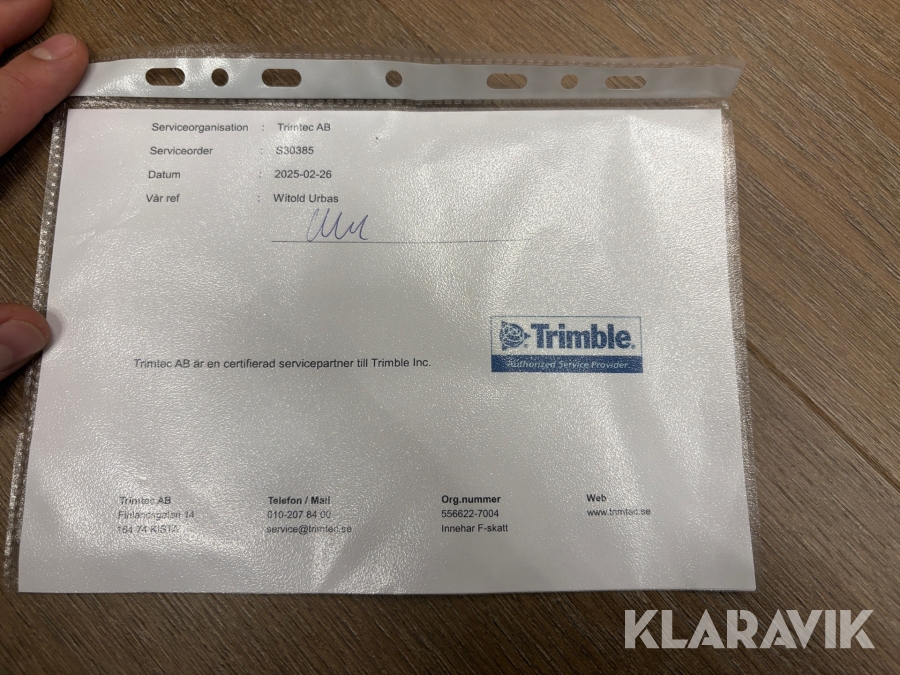 Serviceorganisation : Trimtec AB
Serviceorder : S30385
Datum : 2025-02-26
Vår ref : Witold Urbas
Trimble.
Authorized Service Provider
Trimtec AB är en certifierad servicepartner till Trimble Inc.
Trimtec AB Telefon / Mail Org.nummer Web
Finlandsgatan 14 010-207 84 00 556622-7004 www.trimtec.se
164 74 KISTA service@trimtec.se Innehar F-skatt
KLARAVIK